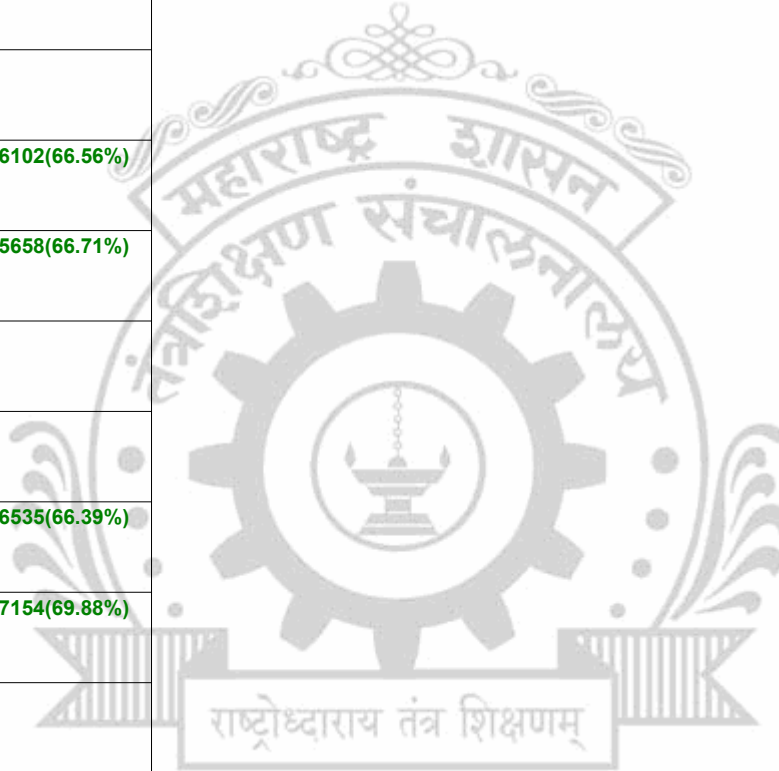 6102(66.56%)
5658(66.71%)
6535(66.39%)
7154(69.88%)
महाराष्ट्र शासन
तंत्रशिक्षण संचालनालय
राष्ट्रोध्दाराय तंत्र शिक्षणम्